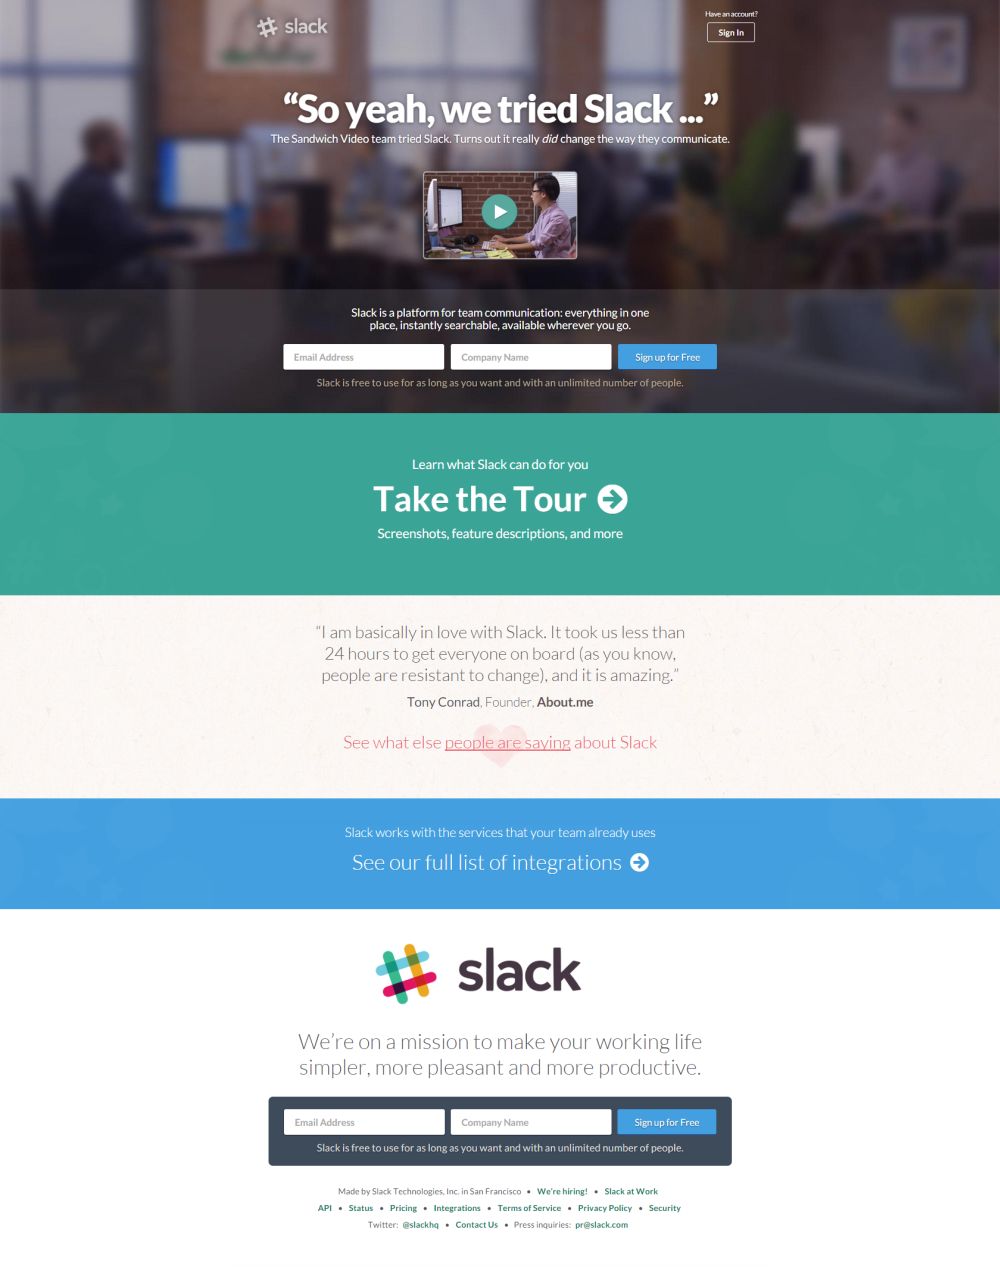 slack
Have an account?
Sign In
“So yeah, we tried Slack ...”
The Sandwich Video team tried Slack. Turns out it really did change the way they communicate.
Slack is a platform for team communication: everything in one
place, instantly searchable, available wherever you go.
Email Address
Company Name
Sign up for Free
Slack is free to use for as long as you want and with an unlimited number of people.
Learn what Slack can do for you
Take the Tour
Screenshots, feature descriptions, and more
“I am basically in love with Slack. It took us less than
24 hours to get everyone on board (as you know,
people are resistant to change), and it is amazing.”
Tony Conrad, Founder, About.me
See what else people are saying about Slack
Slack works with the services that your team already uses
See our full list of integrations
slack
We’re on a mission to make your working life
simpler, more pleasant and more productive.
Email Address
Company Name
Sign up for Free
Slack is free to use for as long as you want and with an unlimited number of people.
Made by Slack Technologies, Inc. in San Francisco • We're hiring! • Slack at Work
API • Status • Pricing • Integrations • Terms of Service • Privacy Policy • Security
Twitter: @slackhq • Contact Us • Press inquiries: pr@slack.com